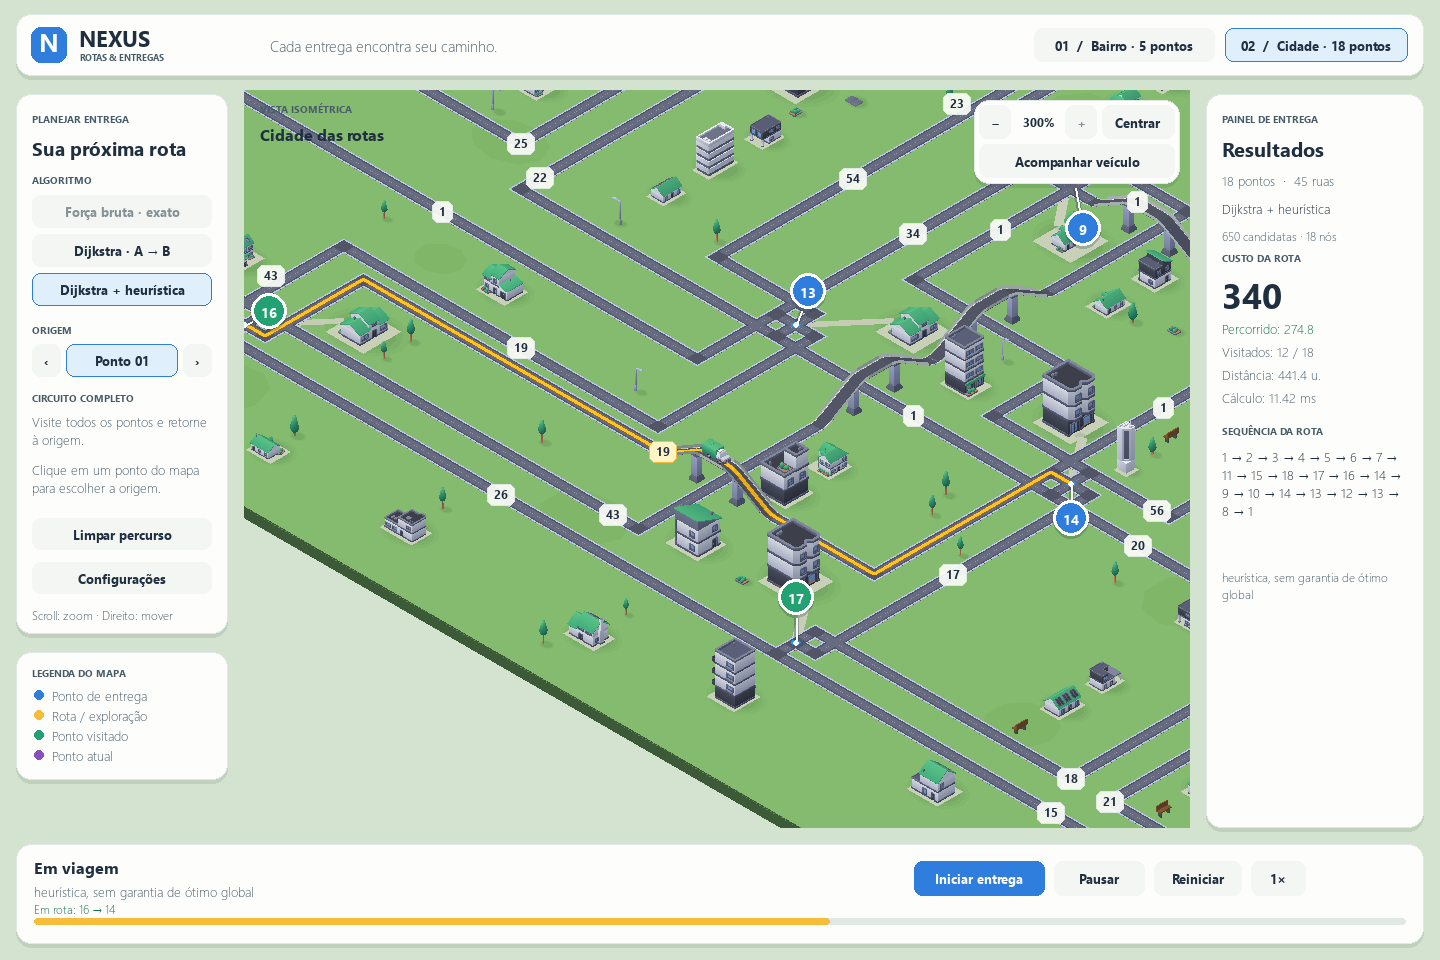 N
NEXUS
ROTAS & ENTREGAS
Cada entrega encontra seu caminho.
01 / Bairro · 5 pontos
02 / Cidade · 18 pontos
PLANEJAR ENTREGA
Sua próxima rota
ALGORITMO
Força bruta · exato
Dijkstra · A → B
Dijkstra + heurística
ORIGEM
‹
Ponto 01
›
CIRCUITO COMPLETO
Visite todos os pontos e retorne
à origem.
Clique em um ponto do mapa
para escolher a origem.
Limpar percurso
Configurações
Scroll: zoom · Direito: mover
LEGENDA DO MAPA
Ponto de entrega
Rota / exploração
Ponto visitado
Ponto atual
VISTA ISOMÉTRICA
Cidade das rotas
–
300%
+
Centrar
Acompanhar veículo
23
25
22
54
1
1
34
1
9
43
16
13
19
1
1
19
26
43
14
56
20
17
17
18
21
15
PAINEL DE ENTREGA
Resultados
18 pontos · 45 ruas
Dijkstra + heurística
650 candidatas · 18 nós
CUSTO DA ROTA
340
Percorrido: 274.8
Visitados: 12 / 18
Distância: 441.4 u.
Cálculo: 11.42 ms
SEQUÊNCIA DA ROTA
1 → 2 → 3 → 4 → 5 → 6 → 7 →
11 → 15 → 18 → 17 → 16 → 14 →
9 → 10 → 14 → 13 → 12 → 13 →
8 → 1
heurística, sem garantia de ótimo
global
Em viagem
heurística, sem garantia de ótimo global
Em rota: 16 → 14
Iniciar entrega
Pausar
Reiniciar
1×